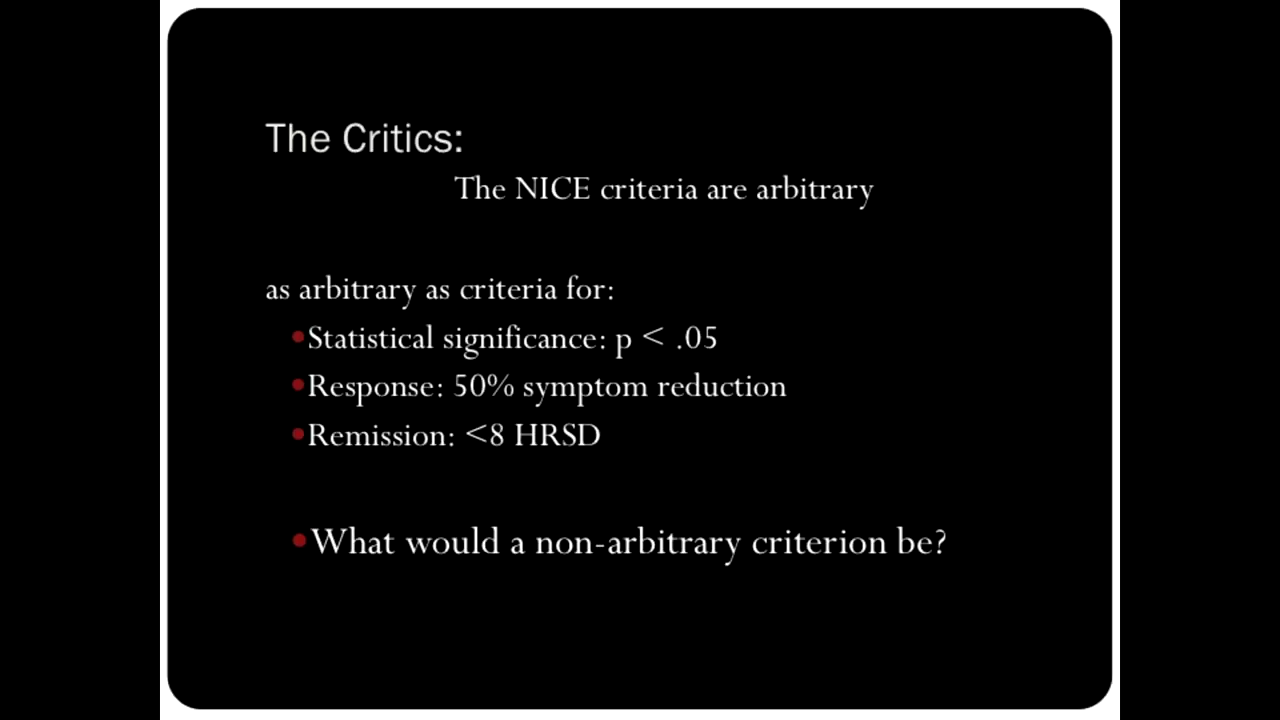 The Critics:
The NICE criteria are arbitrary
as arbitrary as criteria for:
•Statistical significance: p < .05
•Response: 50% symptom reduction
•Remission: <8 HRSD
•What would a non-arbitrary criterion be?